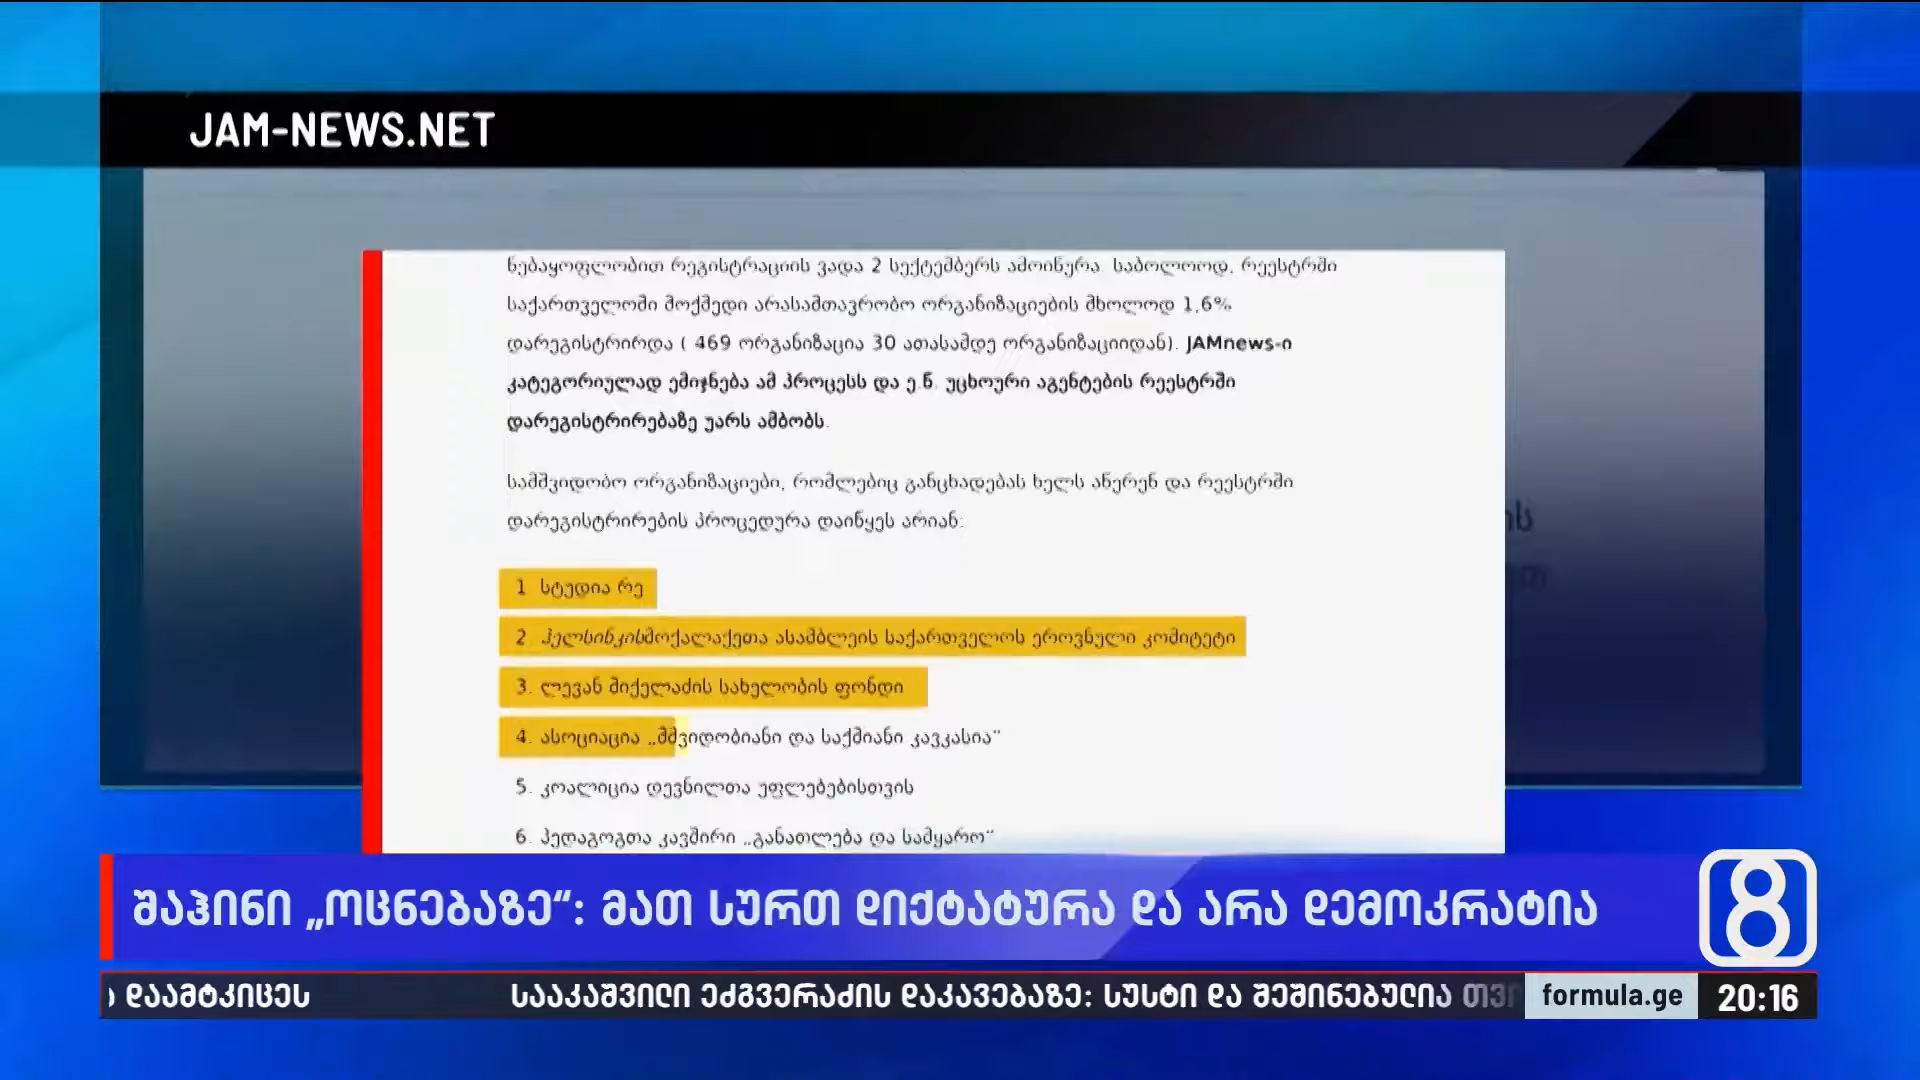 JAM-NEWS.NET
ნებაყოფლობით რეგისტრაციის ვადა 2 სექტემბერს ამოიწურა. საბოლოოდ, რეესტრში
საქართველოში მოქმედი არასამთავრობო ორგანიზაციების მხოლოდ 1,6%
დარეგისტრირდა ( 469 ორგანიზაცია 30 ათასამდე ორგანიზაციიდან). JAMnews-ი
კატეგორიულად ემიჯნება ამ პროცესს და ე.წ. უცხოური აგენტების რეესტრში
დარეგისტრირებაზე უარს ამბობს.
სამშვიდობო ორგანიზაციები, რომლებიც განცხადებას ხელს აწერენ და რეესტრში
დარეგისტრირების პროცედურა დაიწყეს არიან:
1 სტუდია რე
2. ჰელსინკისმოქალაქეთა ასამბლეის საქართველოს ეროვნული კომიტეტი
3. ლევან მიქელაძის სახელობის ფონდი
4. ასოციაცია „მშვიდობიანი და საქმიანი კავკასია“
5. კოალიცია დევნილთა უფლებებისთვის
6. პედაგოგთა კავშირი „განათლება და სამყარო“
შაჰინი „ოცნებაზე“: მათ სურთ დიქტატურა და არა დემოკრატია
8
დაამტკიცეს სააკაშვილი ეძგვერაძის დაკავებაზე: სუსტი და შეშინებულია formula.ge 20:16